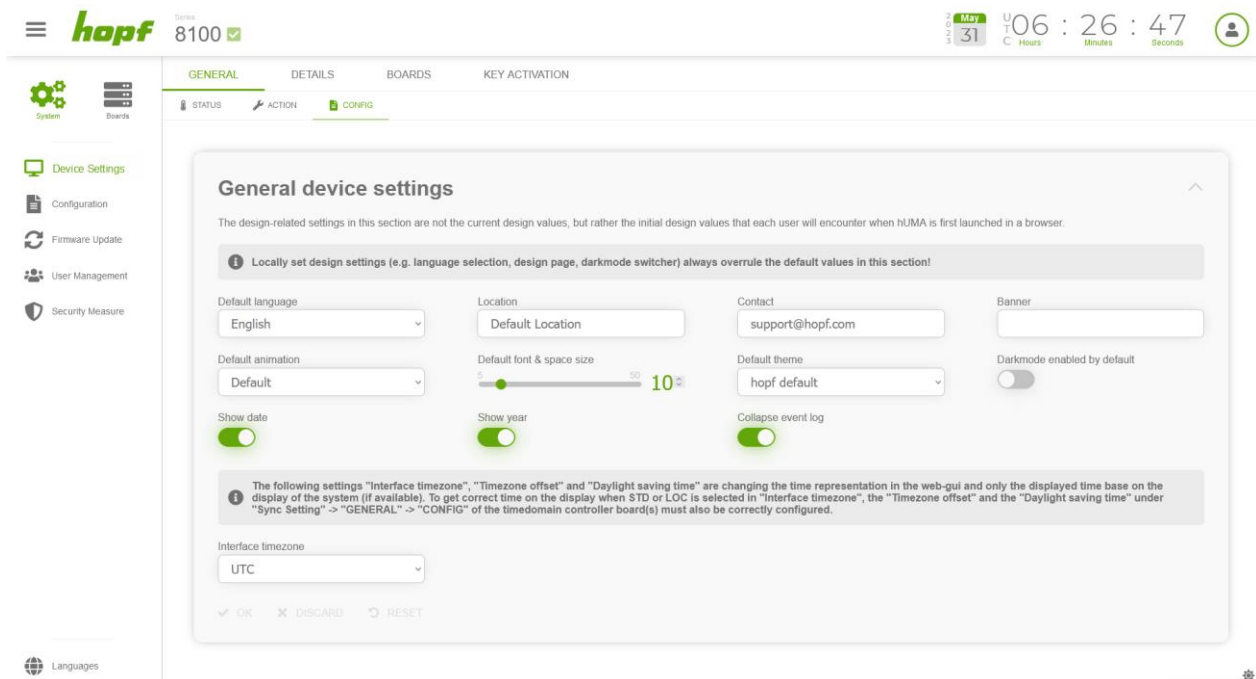 hopf
Series
8100
2023
May
31
UTC
06 : 26 : 47
Hours Minutes Seconds
GENERAL DETAILS BOARDS KEY ACTIVATION
STATUS ACTION CONFIG
System Boards
Device Settings
Configuration
Firmware Update
User Management
Security Measure
Languages
General device settings
The design-related settings in this section are not the current design values, but rather the initial design values that each user will encounter when hUMA is first launched in a browser.
Locally set design settings (e.g. language selection, design page, darkmode switcher) always overrule the default values in this section!
Default language Location Contact Banner
English Default Location support@hopf.com
Default animation Default font & space size Default theme Darkmode enabled by default
Default 5 50 10 hopf default
Show date Show year Collapse event log
The following settings "Interface timezone", "Timezone offset" and "Daylight saving time" are changing the time representation in the web-gui and only the displayed time base on the
display of the system (if available). To get correct time on the display when STD or LOC is selected in "Interface timezone", the "Timezone offset" and the "Daylight saving time" under
"Sync Setting" -> "GENERAL" -> "CONFIG" of the timedomain controller board(s) must also be correctly configured.
Interface timezone
UTC
OK DISCARD RESET